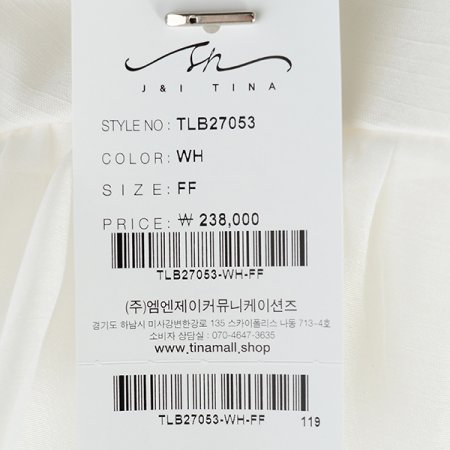 J & I TINA
STYLE NO : TLB27053
COLOR: WH
SIZE: FF
PRICE: ₩ 238,000
TLB27053-WH-FF
(주)엠엔제이커뮤니케이션즈
경기도 하남시 미사강변한강로 135 스카이폴리스 나동 713-4호
소비자 상담실 : 070-4647-3635
www.tinamall.shop
TLB27053-WH-FF 119